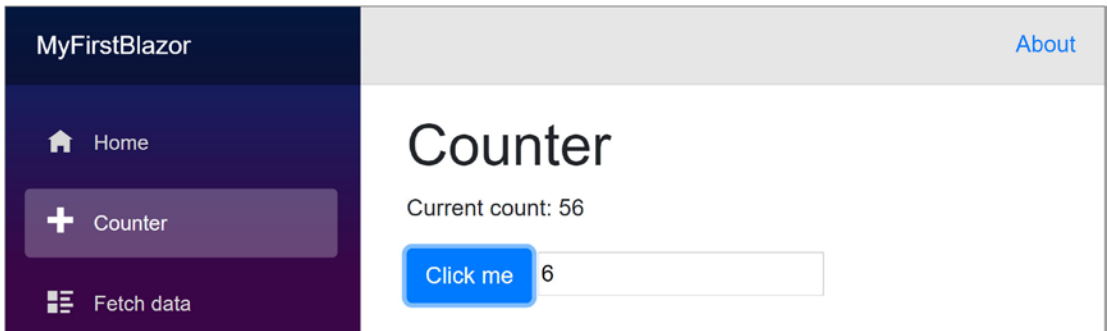 MyFirstBlazor
About
Home
Counter
Fetch data
Counter
Current count: 56
Click me 6